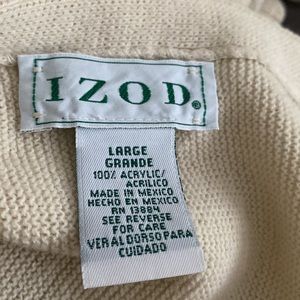 IZOD®
LARGE
GRANDE
100% ACRYLIC/
ACRILICO
MADE IN MEXICO
HECHO EN MEXICO
RN 13884
SEE REVERSE
FOR CARE
VER AL DORSO PARA
CUIDADO